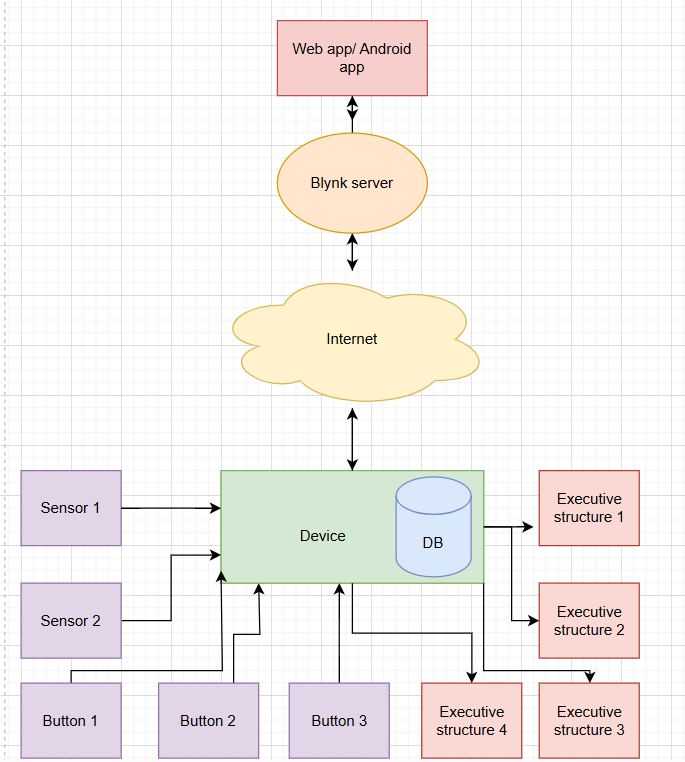 Web app/ Android
app
Blynk server
Internet
Sensor 1
Device
DB
Executive
structure 1
Sensor 2
Executive
structure 2
Button 1
Button 2
Button 3
Executive
structure 4
Executive
structure 3